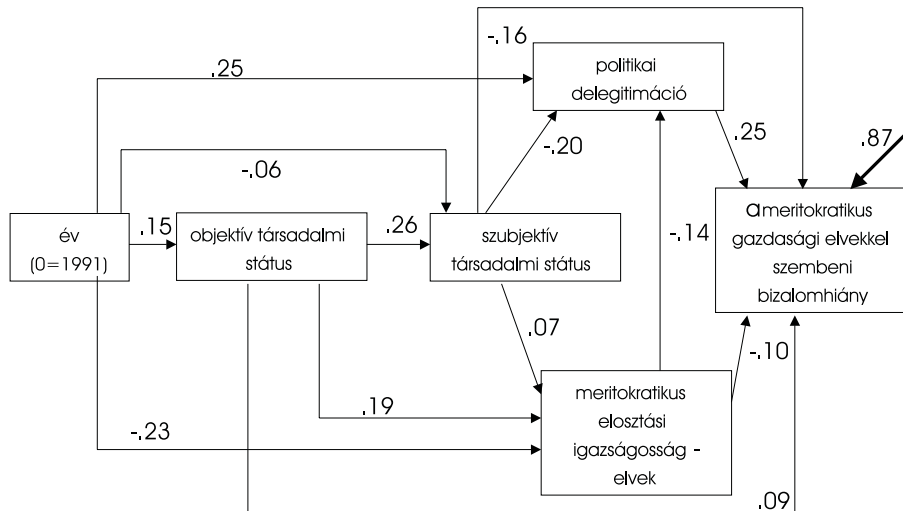 -.16
politikai
delegitimáció
.25
.25
.87
-.20
-.06
ameritokratikus
gazdasági elvekkel
szembeni
bizalomhiány
év
(0=1991)
.15
objektív társadalmi
státus
.26
szubjektív
társadalmi státus
-.14
.07
-.10
meritokratikus
elosztási
igazságosság -
elvek
.19
-.23
.09